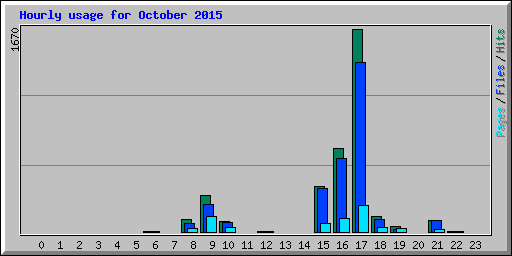 Hourly usage for October 2015
1670
Pages/Files/Hits
0 1 2 3 4 5 6 7 8 9 10 11 12 13 14 15 16 17 18 19 20 21 22 23